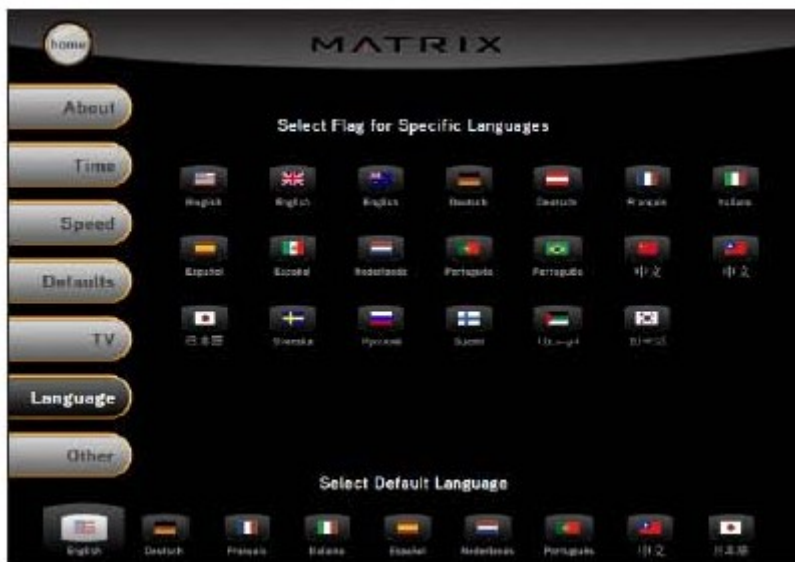 home
MATRIX
About
Time
Speed
Defaults
TV
Language
Other
Select Flag for Specific Languages
English English English Deutsch Deutsch Français Italiano
Español Español Nederlands Português Português 中文 中文
日本語 Svenska Русский Suomi
Select Default Language
English Deutsch Français Italiano Español Nederlands Português 中文 日本語